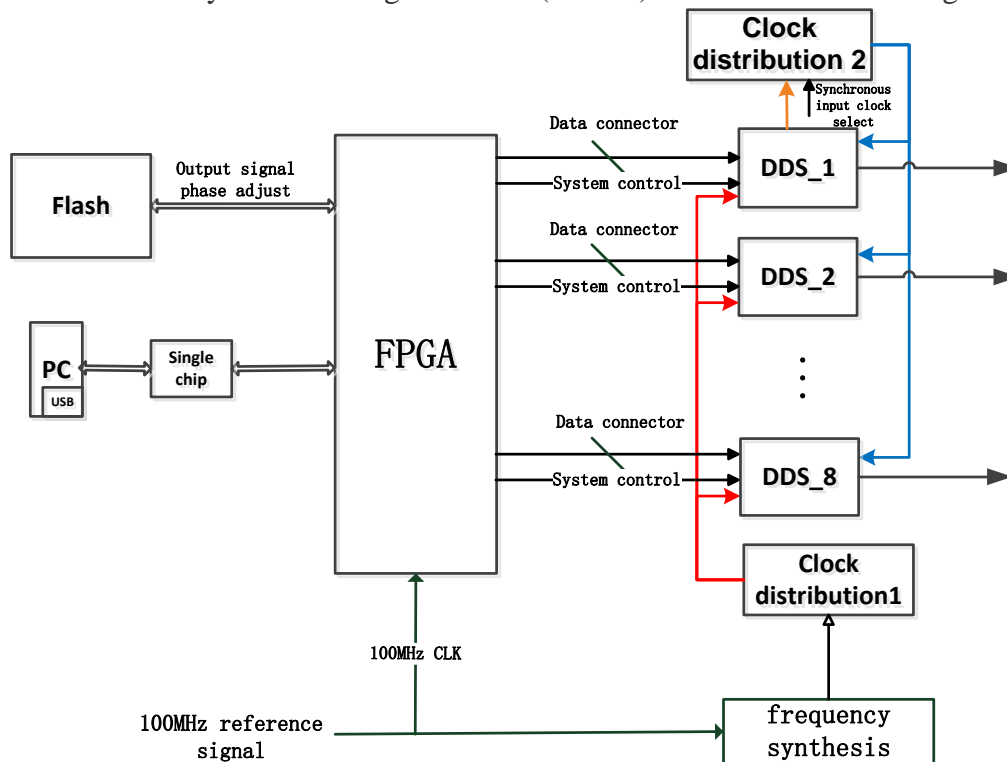 Clock
distribution 2
Synchronous
input clock
select
Data connector
System control
DDS_1
Flash
Output signal
phase adjust
Data connector
System control
DDS_2
FPGA
PC
USB
Single
chip
Data connector
System control
DDS_8
Clock
distribution1
100MHz CLK
100MHz reference
signal
frequency
synthesis